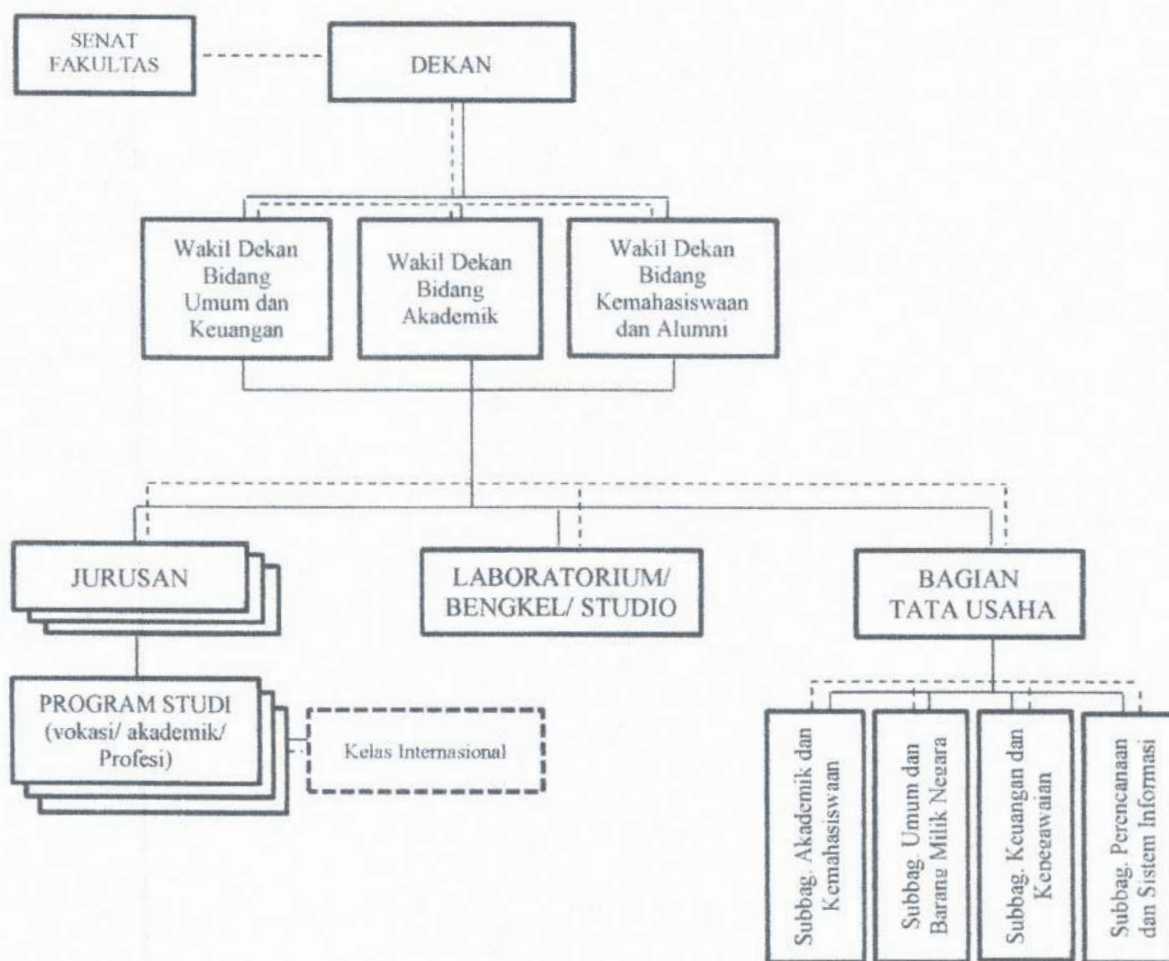 SENAT
FAKULTAS
DEKAN
Wakil Dekan
Bidang
Umum dan
Keuangan
Wakil Dekan
Bidang
Akademik
Wakil Dekan
Bidang
Kemahasiswaan
dan Alumni
JURUSAN
LABORATORIUM/
BENGKEL/ STUDIO
BAGIAN
TATA USAHA
PROGRAM STUDI
(vokasi/ akademik/
Profesi)
Kelas Internasional
Subbag. Akademik dan
Kemahasiswaan
Subbag. Umum dan
Barang Milik Negara
Subbag. Keuangan dan
Kepegawaian
Subbag. Perencanaan
dan Sistem Informasi